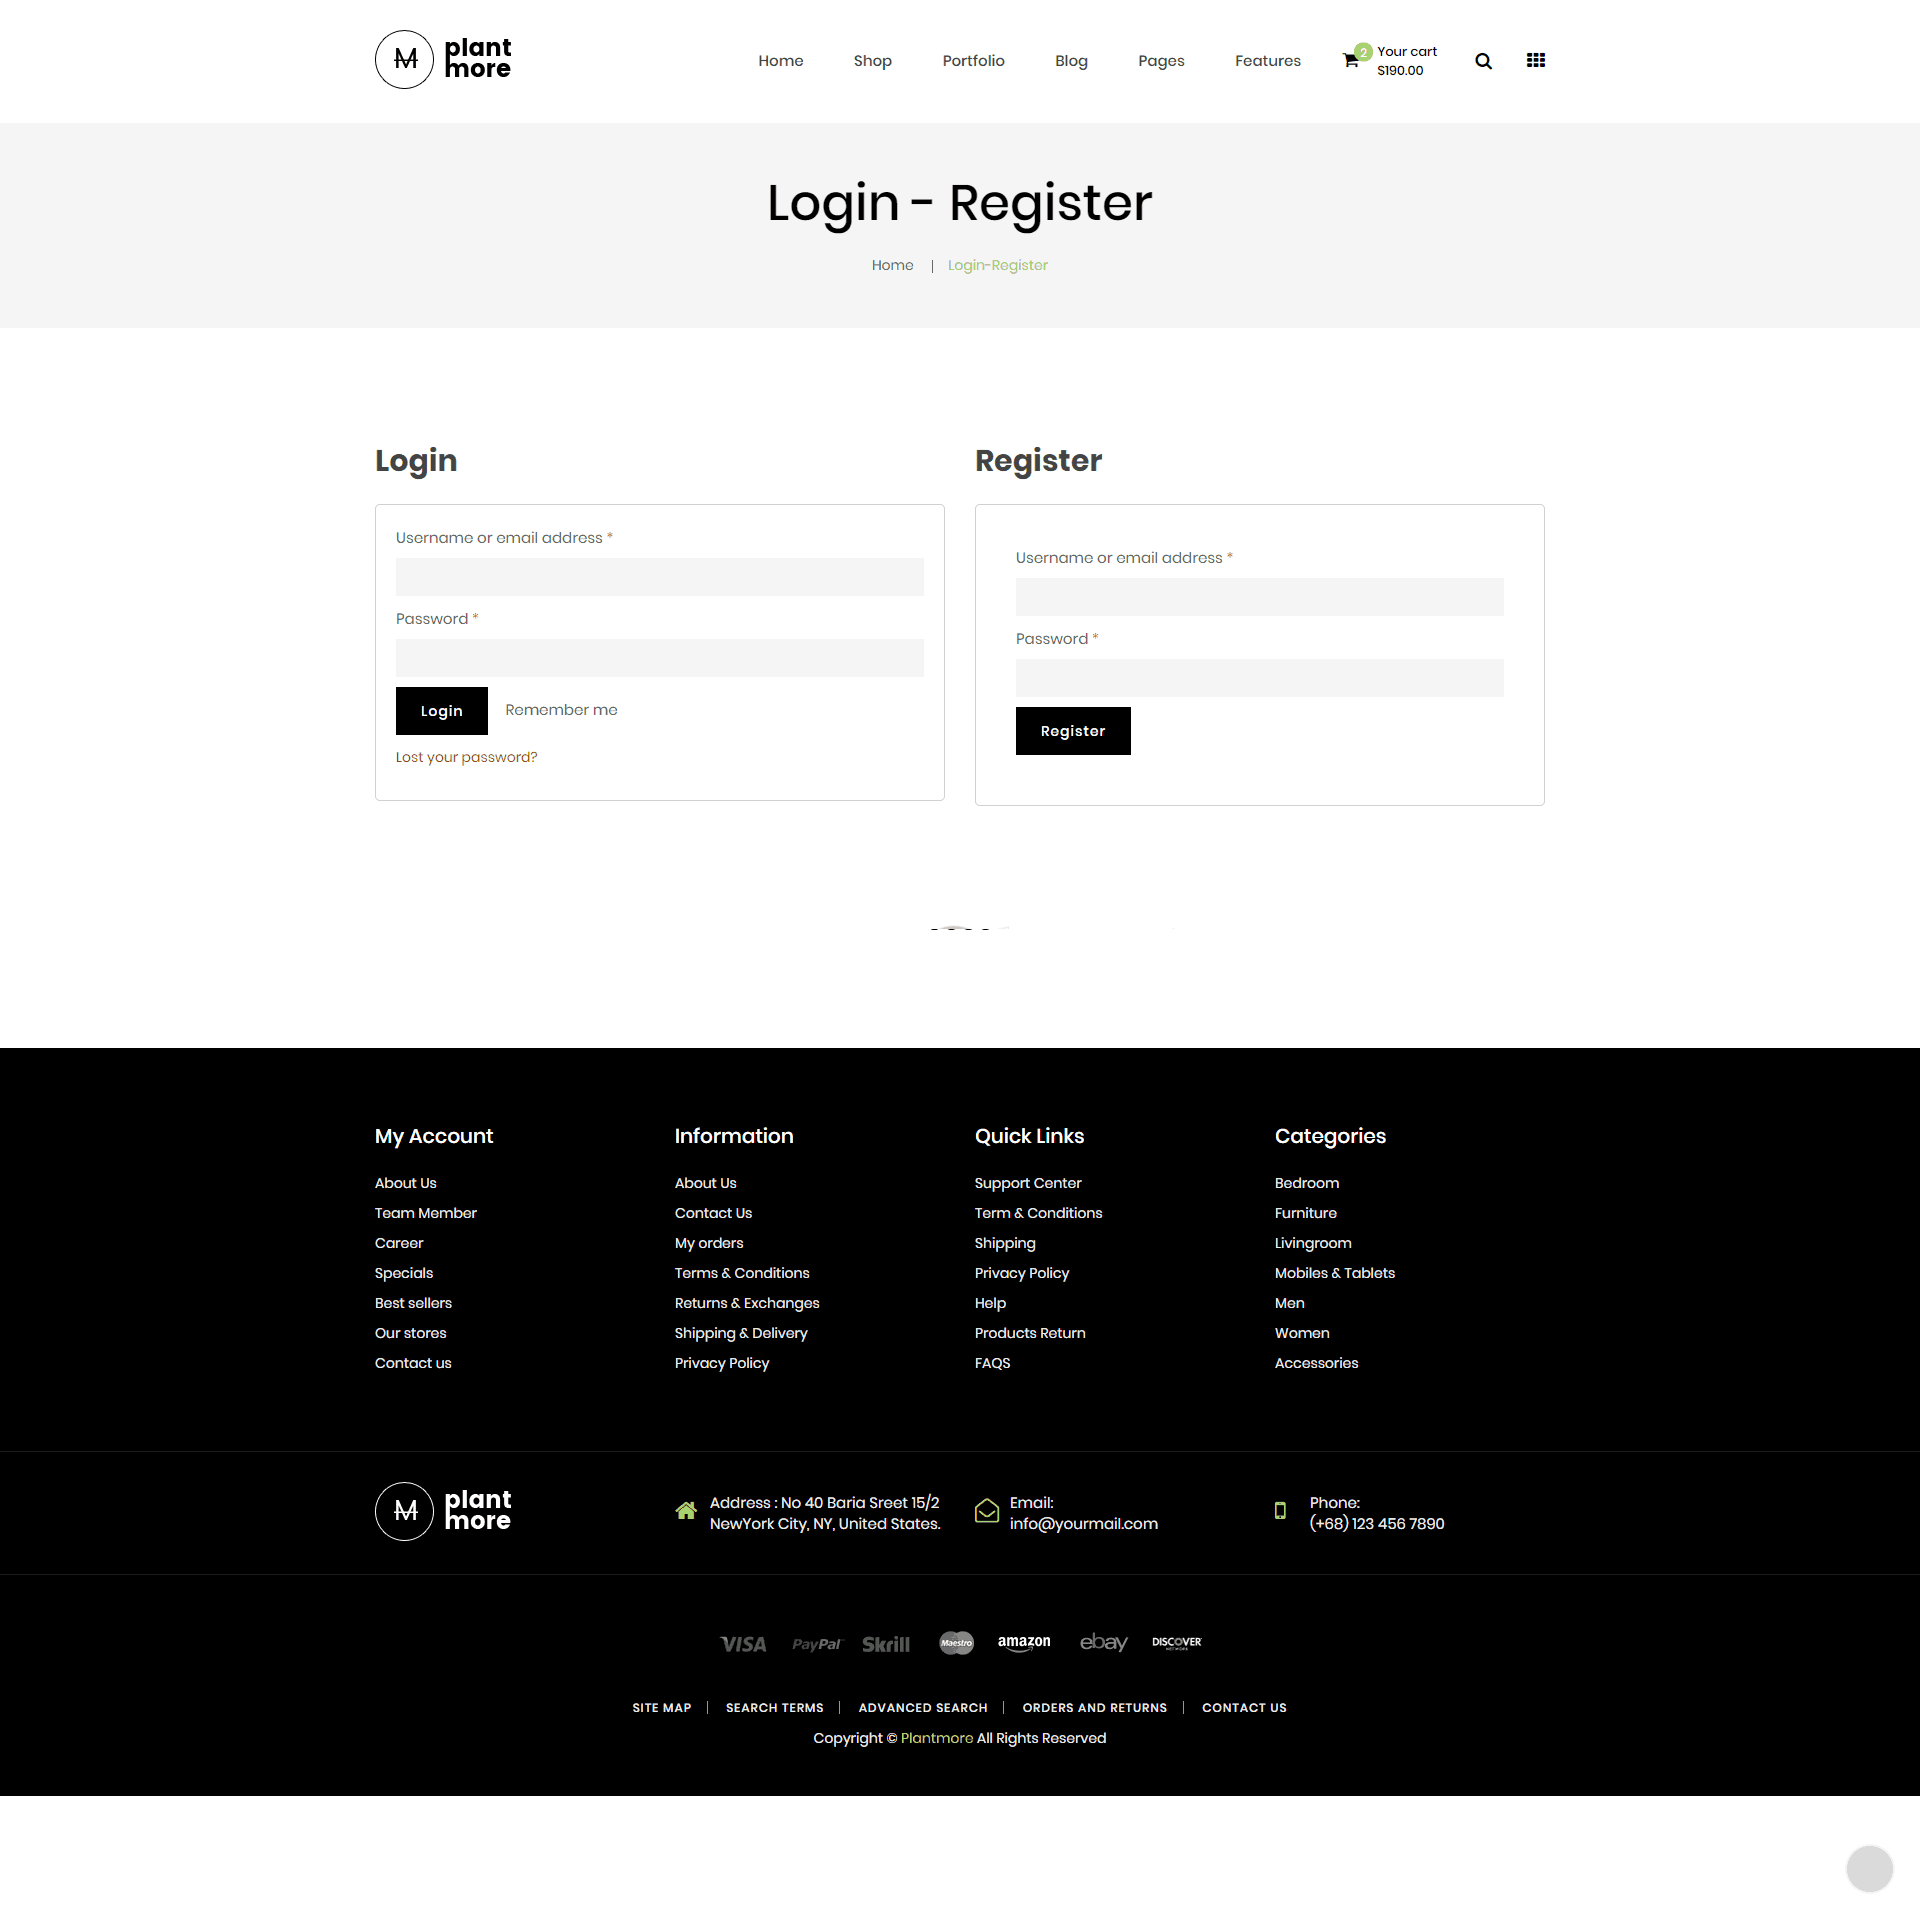 M plant more
Home Shop Portfolio Blog Pages Features 2 Your cart
$190.00
Login - Register
Home | Login-Register
Login
Username or email address *
Password *
Login Remember me
Lost your password?
Register
Username or email address *
Password *
Register
My Account
About Us
Team Member
Career
Specials
Best sellers
Our stores
Contact us
Information
About Us
Contact Us
My orders
Terms & Conditions
Returns & Exchanges
Shipping & Delivery
Privacy Policy
Quick Links
Support Center
Term & Conditions
Shipping
Privacy Policy
Help
Products Return
FAQS
Categories
Bedroom
Furniture
Livingroom
Mobiles & Tablets
Men
Women
Accessories
M plant more
Address : No 40 Baria Sreet 15/2
NewYork City, NY, United States.
Email:
info@yourmail.com
Phone:
(+68) 123 456 7890
VISA PayPal Skrill Maestro amazon ebay DISCOVER NETWORK
SITE MAP | SEARCH TERMS | ADVANCED SEARCH | ORDERS AND RETURNS | CONTACT US
Copyright © Plantmore All Rights Reserved